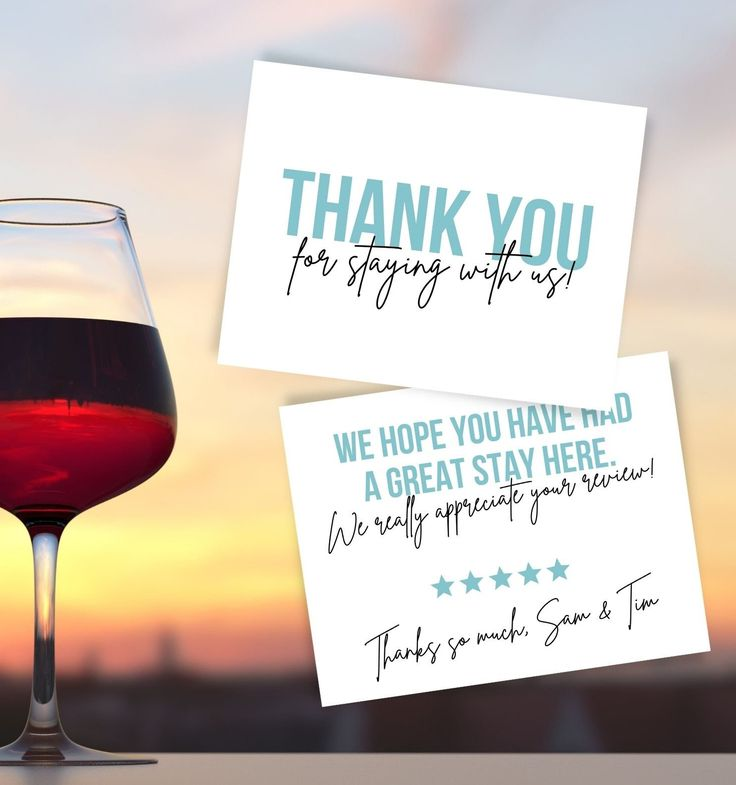 THANK YOU
for staying with us!
WE HOPE YOU HAVE HAD
A GREAT STAY HERE.
We really appreciate your review!
Thanks so much, Sam & Tim